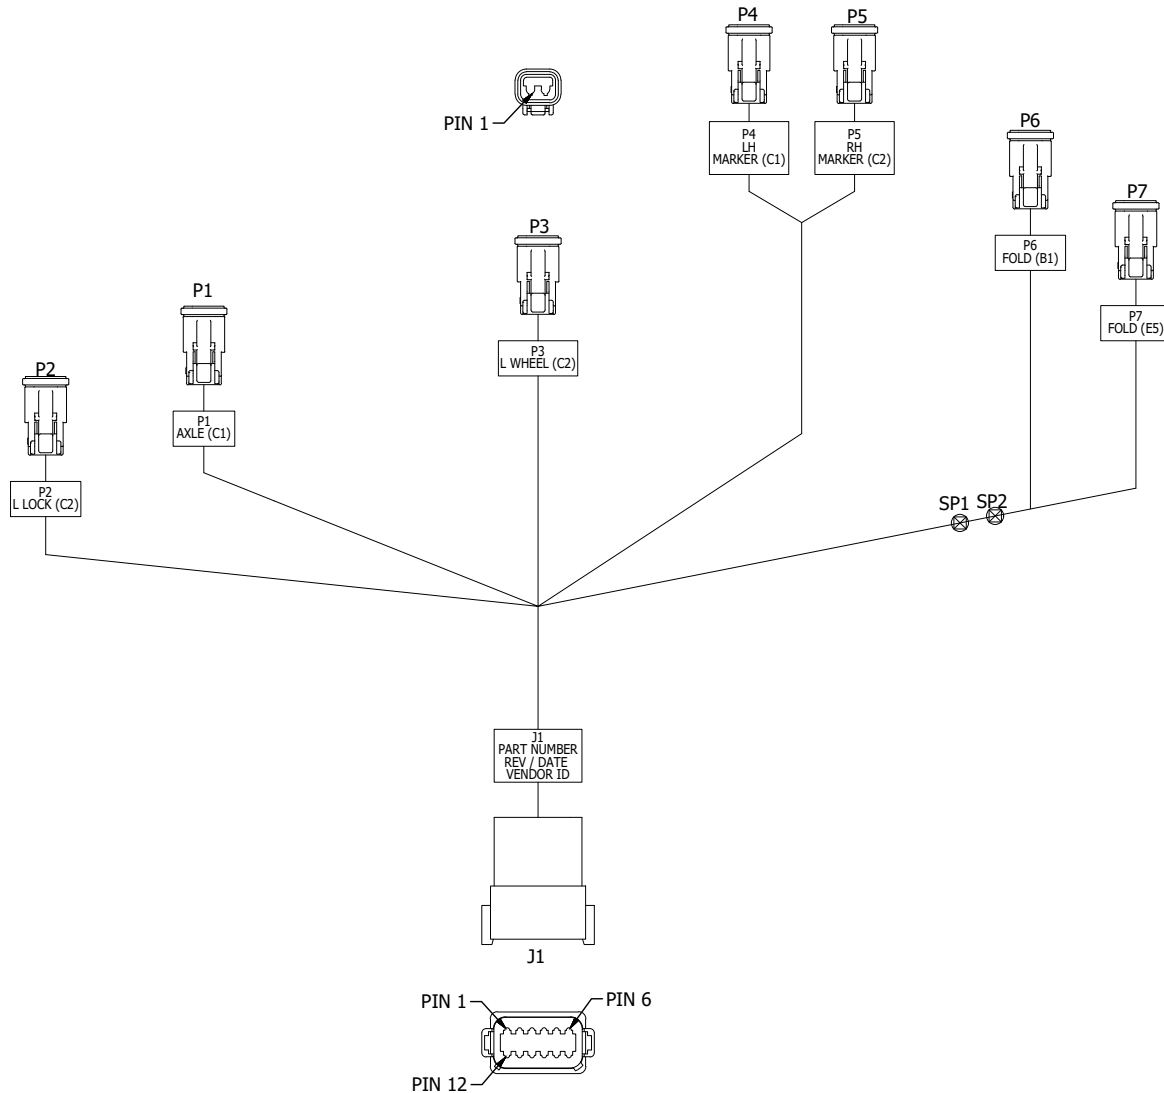 P4
P5
PIN 1
P4
LH
MARKER (C1)
P5
RH
MARKER (C2)
P6
P7
P3
P6
FOLD (B1)
P1
P7
FOLD (E5)
P3
L WHEEL (C2)
P2
P1
AXLE (C1)
P2
L LOCK (C2)
SP1
SP2
J1
PART NUMBER
REV / DATE
VENDOR ID
J1
PIN 1
PIN 6
PIN 12